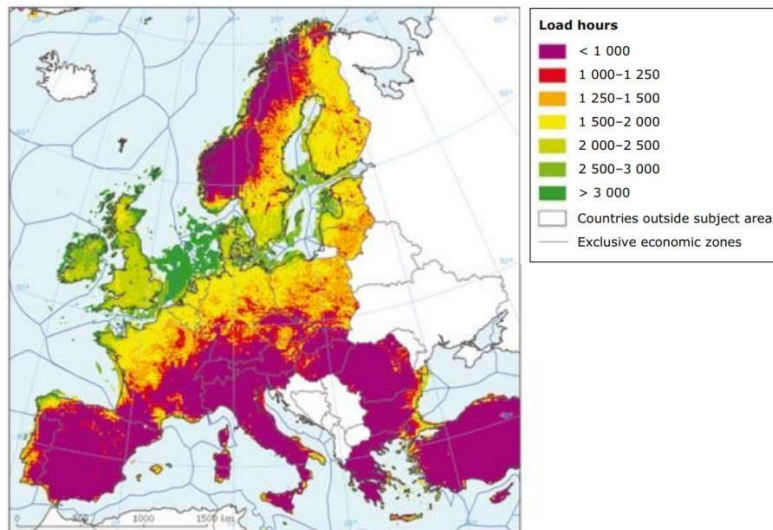 Load hours
< 1 000
1 000–1 250
1 250–1 500
1 500–2 000
2 000–2 500
2 500–3 000
> 3 000
Countries outside subject area
Exclusive economic zones
0
1000
1500 km